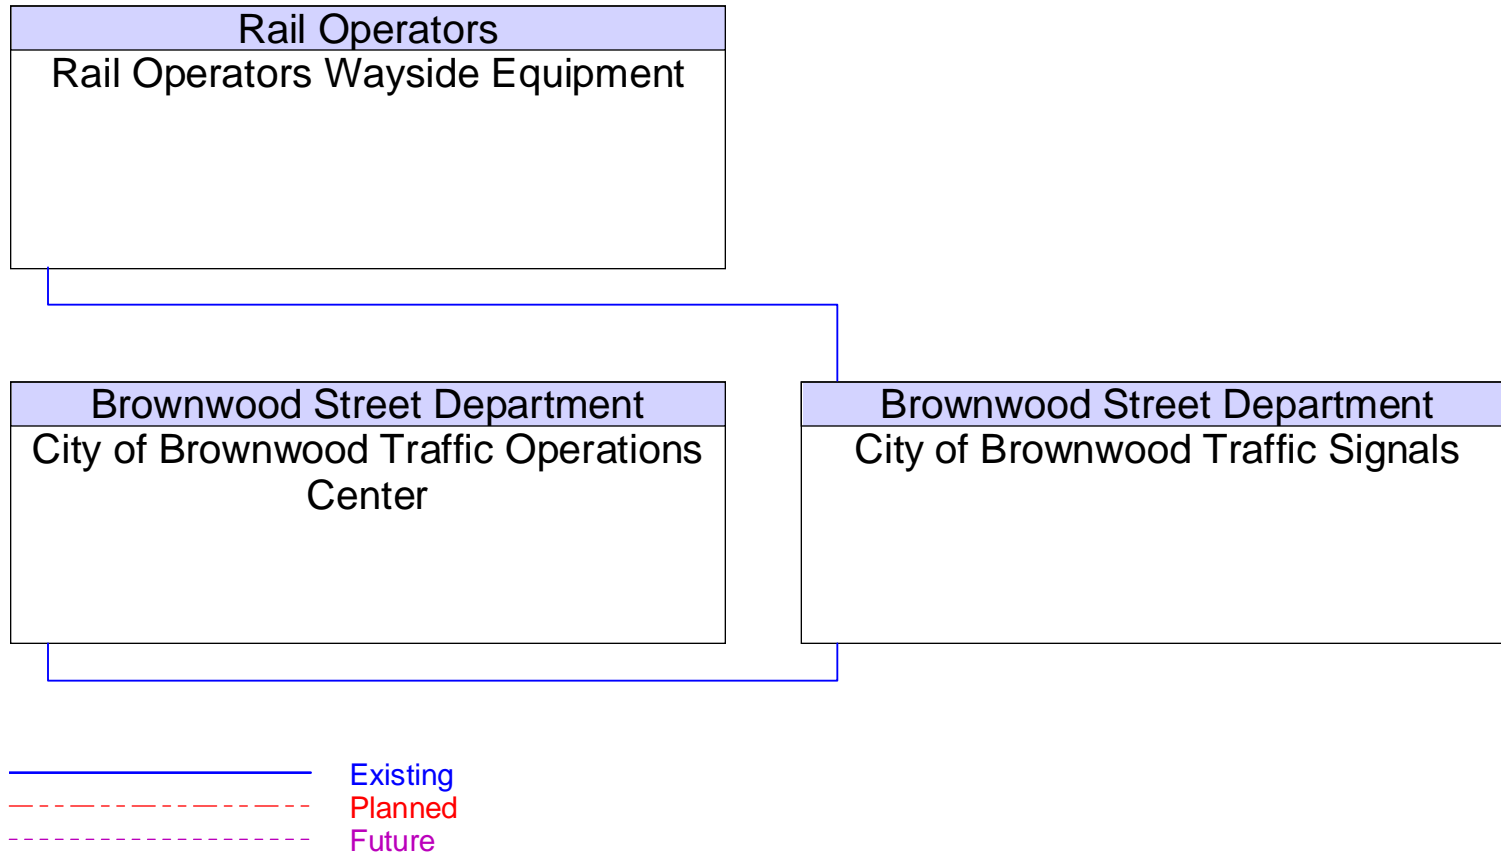 Rail Operators
Rail Operators Wayside Equipment
Brownwood Street Department
City of Brownwood Traffic Operations
Center
Brownwood Street Department
City of Brownwood Traffic Signals
Existing
Planned
Future